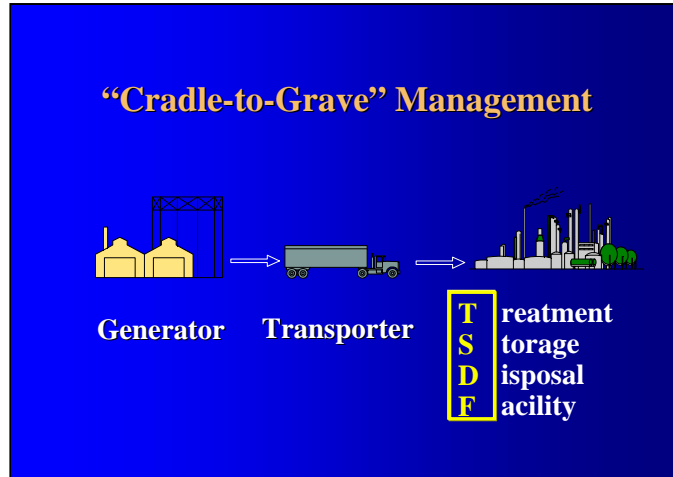 “Cradle-to-Grave” Management
Generator
Transporter
T reatment
S torage
D isposal
F acility